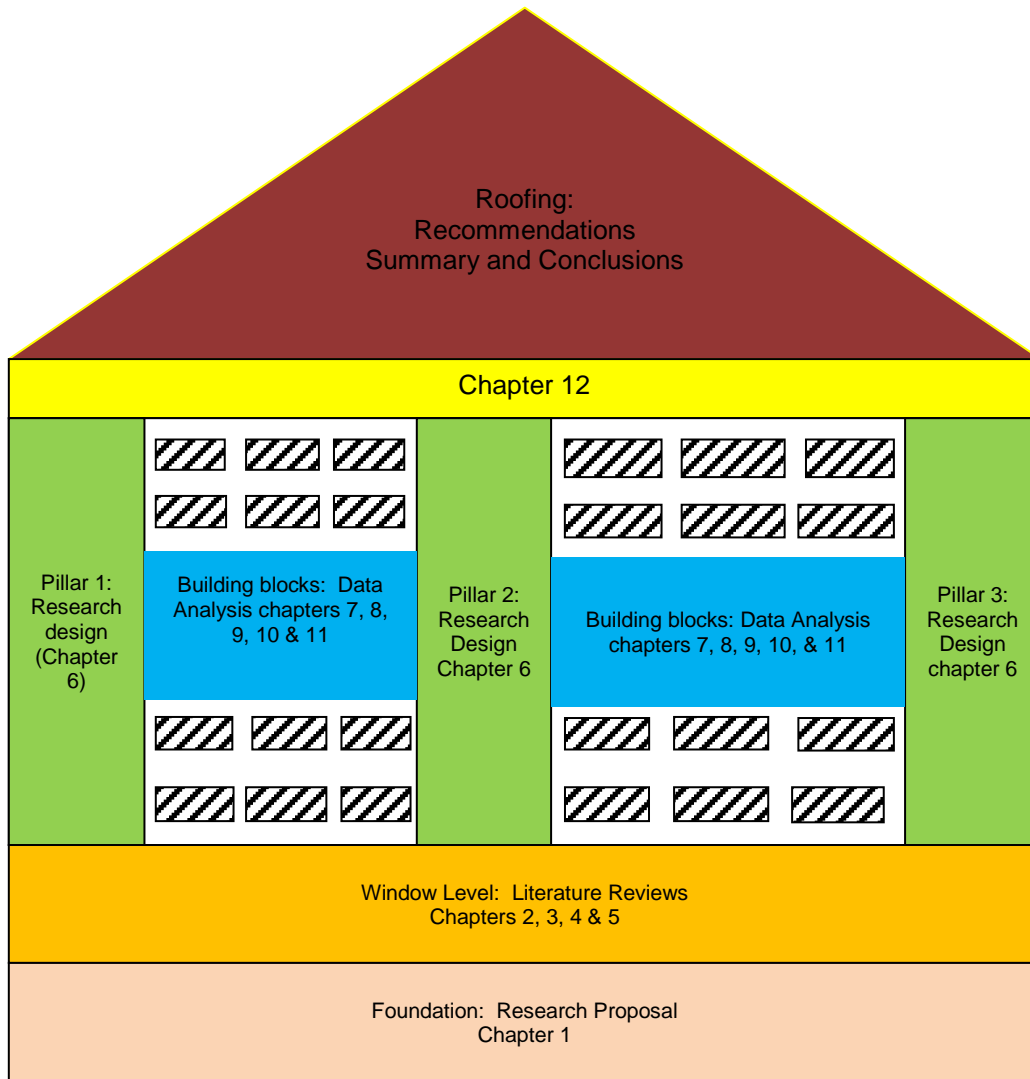 Roofing:
Recommendations
Summary and Conclusions
Chapter 12
Pillar 1:
Research
design
(Chapter
6)
Building blocks:  Data
Analysis chapters 7, 8,
9, 10 & 11
Pillar 2:
Research
Design
Chapter 6
Building blocks: Data Analysis
chapters 7, 8, 9, 10, & 11
Pillar 3:
Research
Design
chapter 6
Window Level:  Literature Reviews
Chapters 2, 3, 4 & 5
Foundation:  Research Proposal
Chapter 1